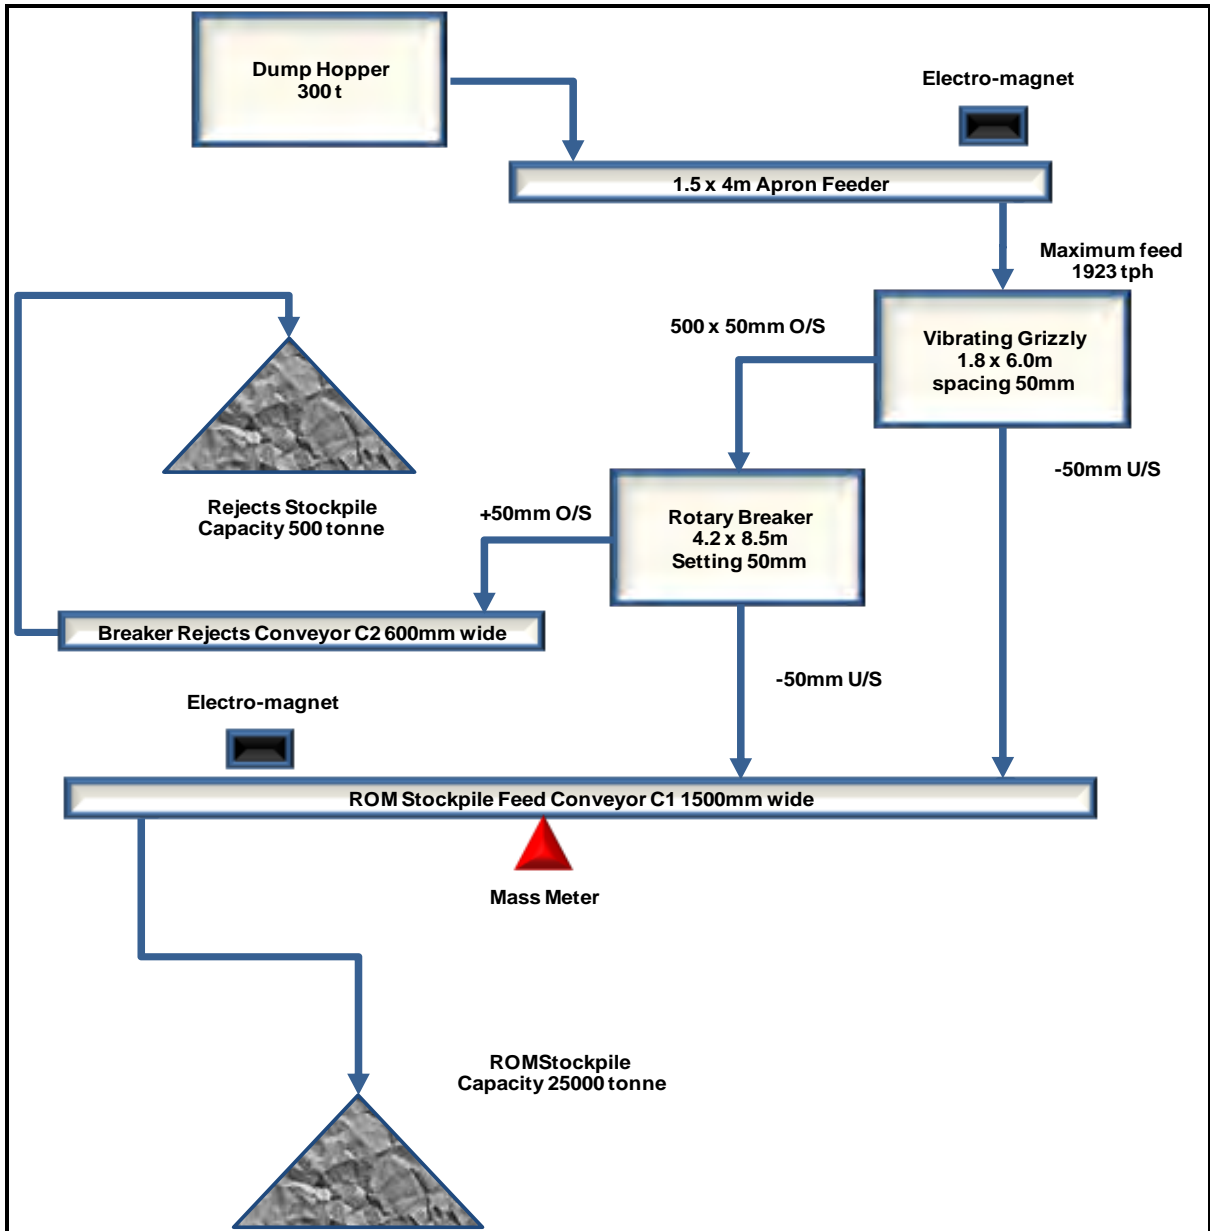 Dump Hopper
300 t
Electro-magnet
1.5 x 4m Apron Feeder
Maximum feed
1923 tph
500 x 50mm O/S
Vibrating Grizzly
1.8 x 6.0m
spacing 50mm
-50mm U/S
Rejects Stockpile
Capacity 500 tonne
+50mm O/S
Rotary Breaker
4.2 x 8.5m
Setting 50mm
Breaker Rejects Conveyor C2 600mm wide
-50mm U/S
Electro-magnet
ROM Stockpile Feed Conveyor C1 1500mm wide
Mass Meter
ROMStockpile
Capacity 25000 tonne